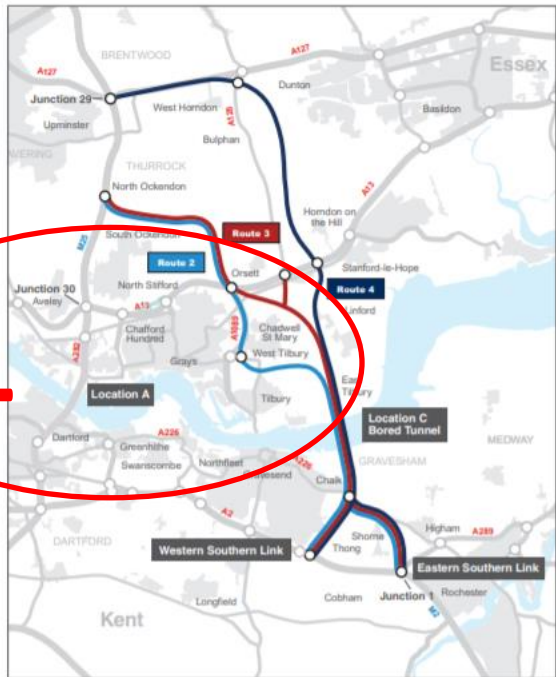 BRENTWOOD
A127
Essex
A127
Dunton
Junction 29
West Horndon
A128
Basildon
Upminster
Bulphan
AVERING
THURROCK
A13
North Ockendon
Horndon on
the Hill
South Ockendon
Route 3
M25
Route 2
Stanford-le-Hope
Orsett
Junction 30
North Stifford
Route 4
Aveley
A13
Linford
Chafford
Hundred
A1089
Chadwell
St Mary
A282
Grays
West Tilbury
East
Tilbury
Location A
Tilbury
Location C
Bored Tunnel
Dartford
A226
MEDWAY
Greenhithe
Swanscombe
Northfleet
A226
GRAVESHAM
Gravesend
Chalk
A2
Higham
A289
DARTFORD
Shorne
Western Southern Link
Thong
Eastern Southern Link
Cobham
Junction 1
Rochester
Longfield
M2
Kent